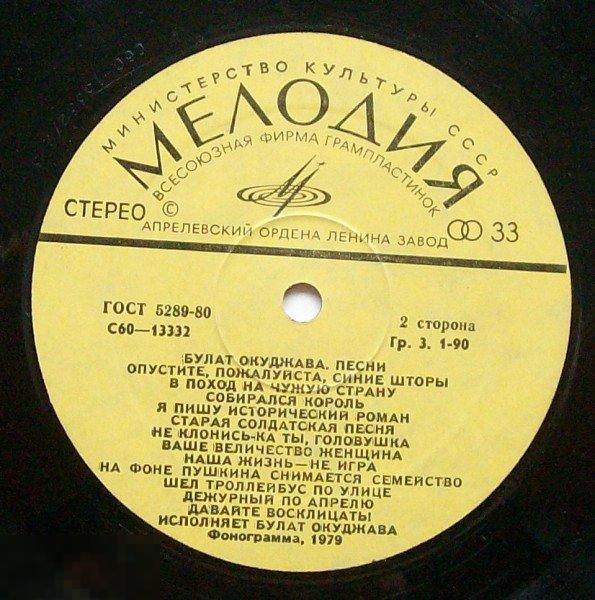 МИНИСТЕРСТВО КУЛЬТУРЫ СССР
МЕЛОДИЯ
ВСЕСОЮЗНАЯ ФИРМА ГРАМПЛАСТИНОК
СТЕРЕО ©
33
АПРЕЛЕВСКИЙ ОРДЕНА ЛЕНИНА ЗАВОД
ГОСТ 5289-80
С60—13332
2 сторона
Гр. 3. 1-90
БУЛАТ ОКУДЖАВА. ПЕСНИ
ОПУСТИТЕ, ПОЖАЛУЙСТА, СИНИЕ ШТОРЫ
В ПОХОД НА ЧУЖУЮ СТРАНУ
СОБИРАЛСЯ КОРОЛЬ
Я ПИШУ ИСТОРИЧЕСКИЙ РОМАН
СТАРАЯ СОЛДАТСКАЯ ПЕСНЯ
НЕ КЛОНИСЬ-КА ТЫ, ГОЛОВУШКА
ВАШЕ ВЕЛИЧЕСТВО ЖЕНЩИНА
НАША ЖИЗНЬ—НЕ ИГРА
НА ФОНЕ ПУШКИНА СНИМАЕТСЯ СЕМЕЙСТВО
ШЕЛ ТРОЛЛЕЙБУС ПО УЛИЦЕ
ДЕЖУРНЫЙ ПО АПРЕЛЮ
ДАВАЙТЕ ВОСКЛИЦАТЬ!
ИСПОЛНЯЕТ БУЛАТ ОКУДЖАВА
Фонограмма, 1979